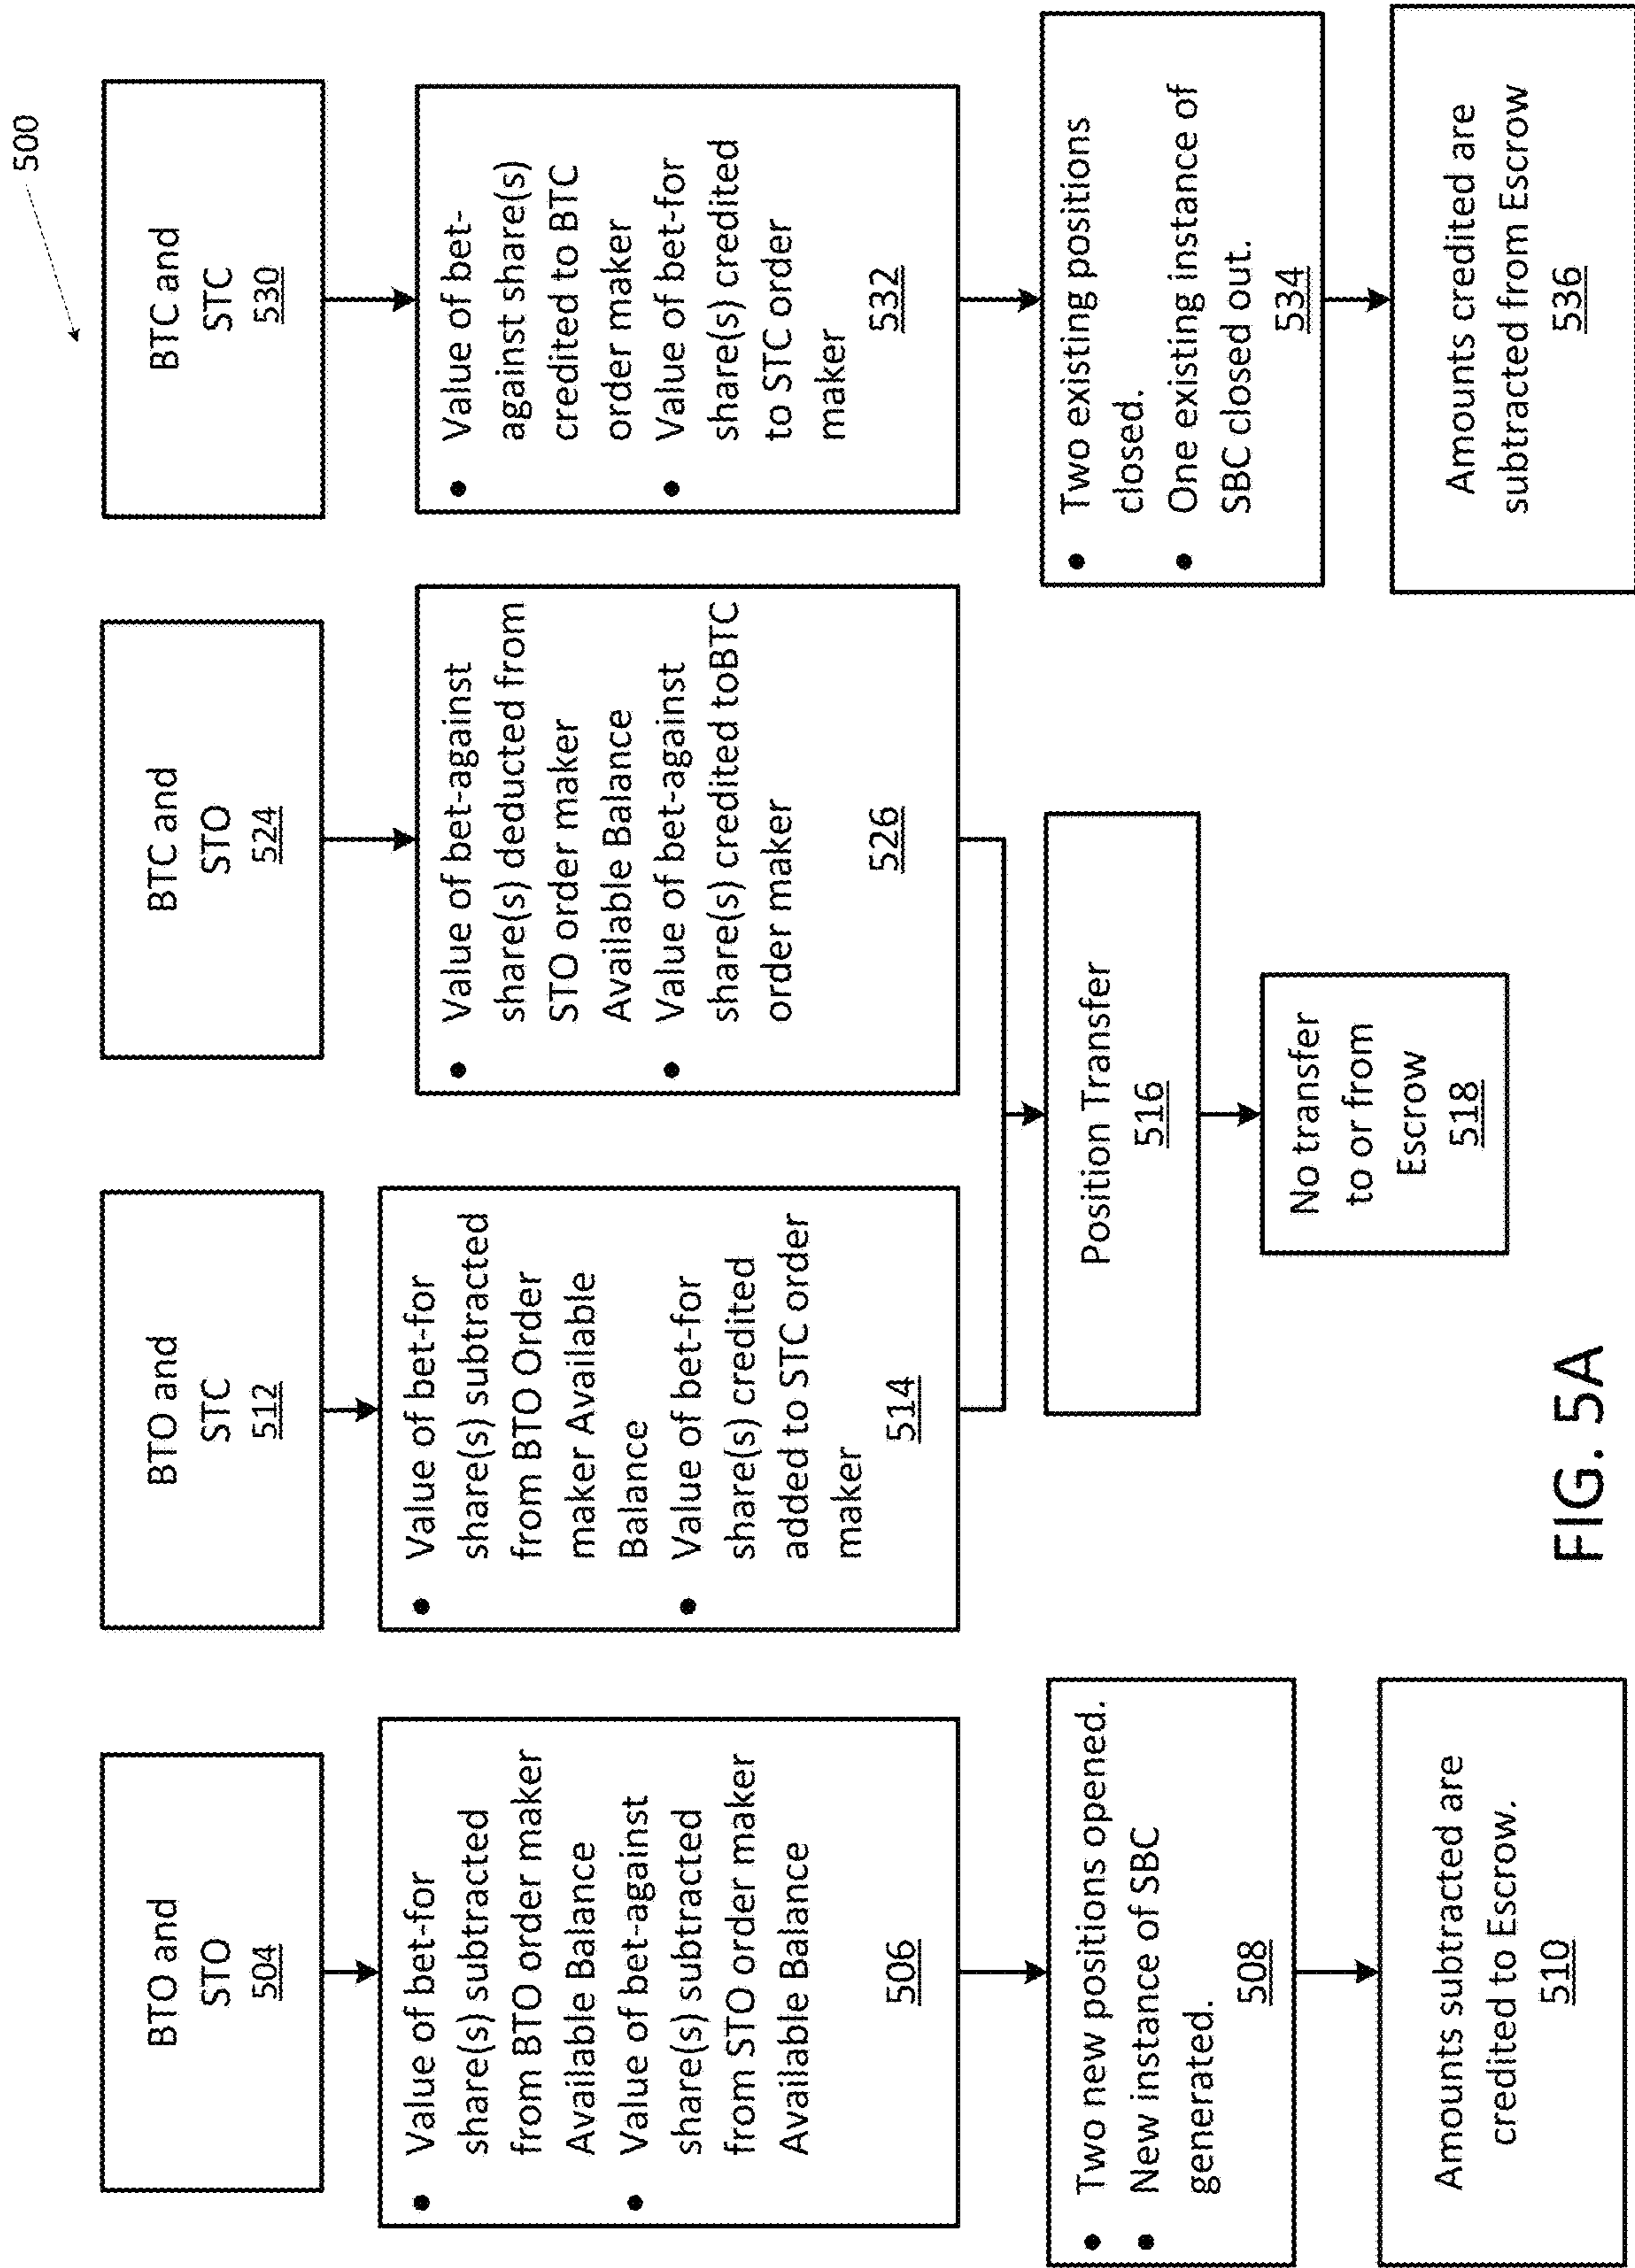 500
BTO and
STO
504
Value of bet-for
share(s) subtracted
from BTO order maker
Available Balance
Value of bet-against
share(s) subtracted
from STO order maker
Available Balance
506
Two new positions opened.
New instance of SBC
generated.
508
Amounts subtracted are
credited to Escrow.
510
BTO and
STC
512
Value of bet-for
share(s) subtracted
from BTO Order
maker Available
Balance
Value of bet-for
share(s) credited
added to STC order
maker
514
BTC and
STO
524
Value of bet-against
share(s) deducted from
STO order maker
Available Balance
Value of bet-against
share(s) credited toBTC
order maker
526
Position Transfer
516
No transfer
to or from
Escrow
518
BTC and
STC
530
Value of bet-
against share(s)
credited to BTC
order maker
Value of bet-for
share(s) credited
to STC order
maker
532
Two existing positions
closed.
One existing instance of
SBC closed out.
534
Amounts credited are
subtracted from Escrow
536
FIG. 5A